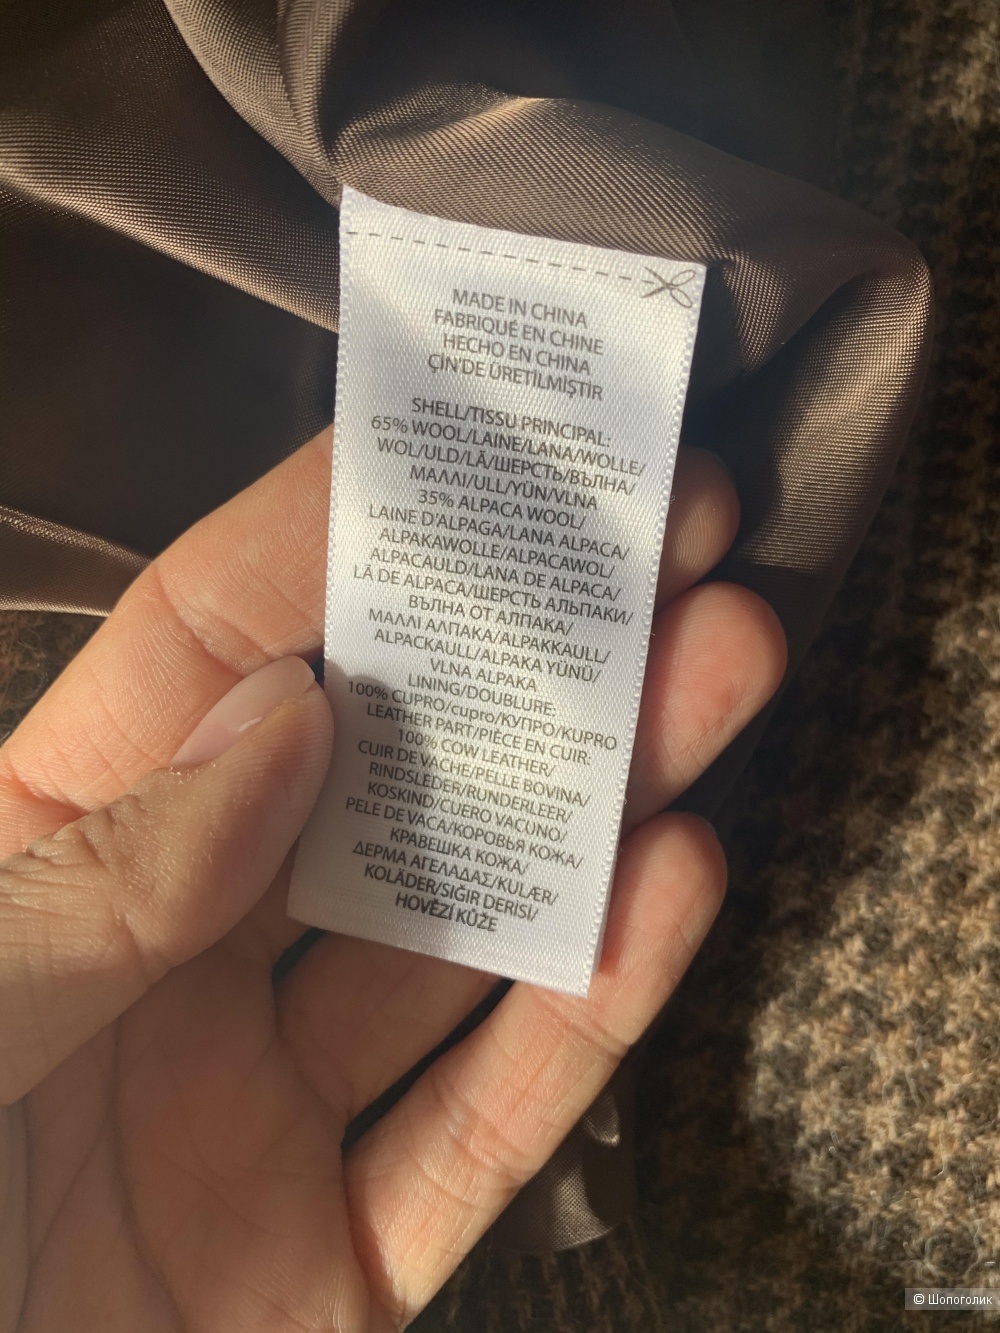 MADE IN CHINA
FABRIQUÉ EN CHINE
HECHO EN CHINA
ÇİN'DE ÜRETİLMİŞTİR
SHELL/TISSU PRINCIPAL:
65% WOOL/LAINE/LANA/WOLLE/
WOL/ULD/LÃ/ШЕРСТЬ/ВЪЛНА/
ΜΑΛΛΙ/ULL/YÜN/VLNA
35% ALPACA WOOL/
LAINE D'ALPAGA/LANA ALPACA/
ALPAKAWOLLE/ALPACAWOL/
ALPACAULD/LANA DE ALPACA/
LÃ DE ALPACA/ШЕРСТЬ АЛЬПАКИ/
ВЪЛНА ОТ АЛПАКА/
ΜΑΛΛΙ ΑΛΠΑΚΑ/ALPAKKAULL/
ALPACKAULL/ALPAKA YÜNÜ/
VLNA ALPAKA
LINING/DOUBLURE:
100% CUPRO/cupro/КУПРО/KUPRO
LEATHER PART/PIÈCE EN CUIR:
100% COW LEATHER/
CUIR DE VACHE/PELLE BOVINA/
RINDSLEDER/RUNDERLEER/
KOSKIND/CUERO VACUNO/
PELE DE VACA/КОРОВЬЯ КОЖА/
КРАВЕШКА КОЖА/
ΔΕΡΜΑ ΑΓΕΛΑΔΑΣ/KULÆR/
KOLÄDER/SIĞIR DERİSİ/
HOVĚZÍ KŮŽE
© Шопоголик